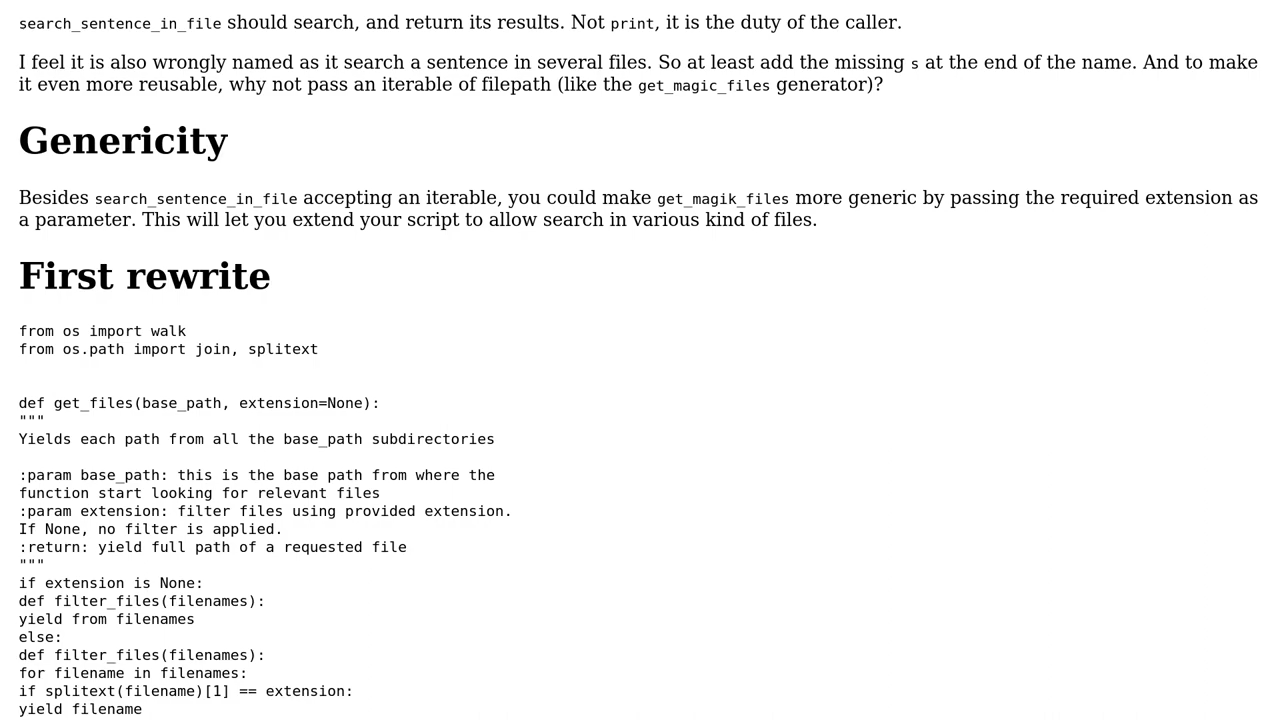 search_sentence_in_file should search, and return its results. Not print, it is the duty of the caller.
I feel it is also wrongly named as it search a sentence in several files. So at least add the missing s at the end of the name. And to make
it even more reusable, why not pass an iterable of filepath (like the get_magic_files generator)?
Genericity
Besides search_sentence_in_file accepting an iterable, you could make get_magik_files more generic by passing the required extension as
a parameter. This will let you extend your script to allow search in various kind of files.
First rewrite
from os import walk
from os.path import join, splitext
def get_files(base_path, extension=None):
"""
Yields each path from all the base_path subdirectories
:param base_path: this is the base path from where the
function start looking for relevant files
:param extension: filter files using provided extension.
If None, no filter is applied.
:return: yield full path of a requested file
"""
if extension is None:
def filter_files(filenames):
yield from filenames
else:
def filter_files(filenames):
for filename in filenames:
if splitext(filename)[1] == extension:
yield filename